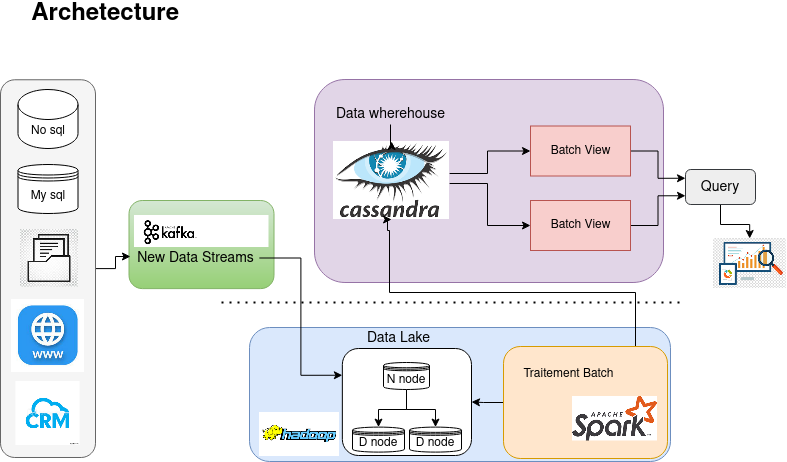 Archetecture
No sql
My sql
WWW
CRM
kafka
New Data Streams
Data wherehouse
cassandra
Batch View
Batch View
Query
Data Lake
N node
D node
D node
hadoop
Traitement Batch
APACHE
Spark